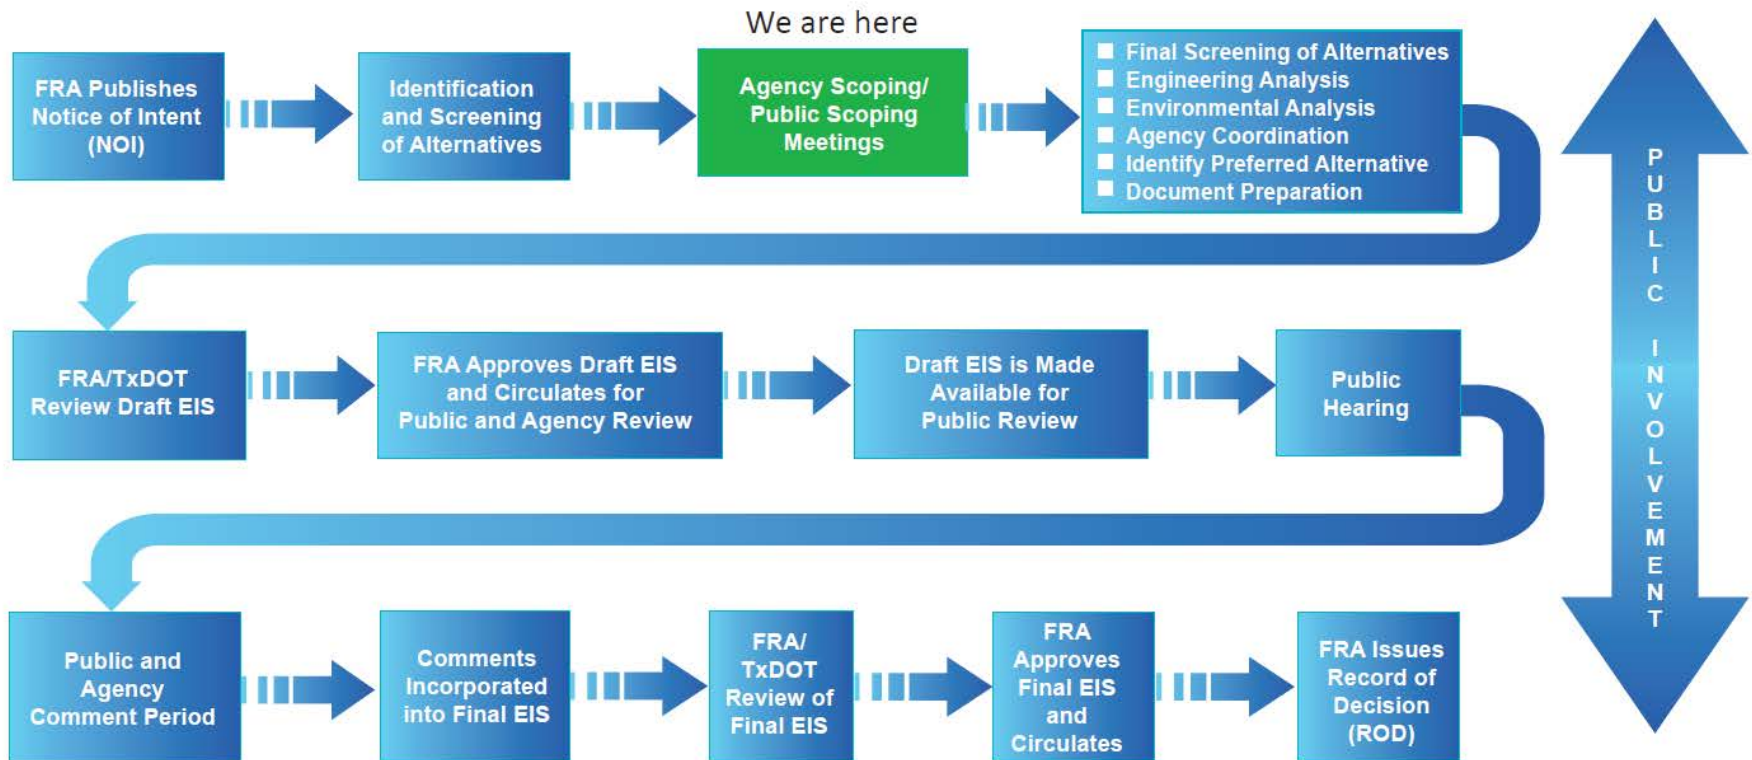 We are here
FRA Publishes
Notice of Intent
(NOI)
Identification
and Screening
of Alternatives
Agency Scoping/
Public Scoping
Meetings
Final Screening of Alternatives
Engineering Analysis
Environmental Analysis
Agency Coordination
Identify Preferred Alternative
Document Preparation
FRA/TxDOT
Review Draft EIS
FRA Approves Draft EIS
and Circulates for
Public and Agency Review
Draft EIS is Made
Available for
Public Review
Public
Hearing
Public and
Agency
Comment Period
Comments
Incorporated
into Final EIS
FRA/
TxDOT
Review of
Final EIS
FRA
Approves
Final EIS
and
Circulates
FRA Issues
Record of
Decision
(ROD)
PUBLIC INVOLVEMENT